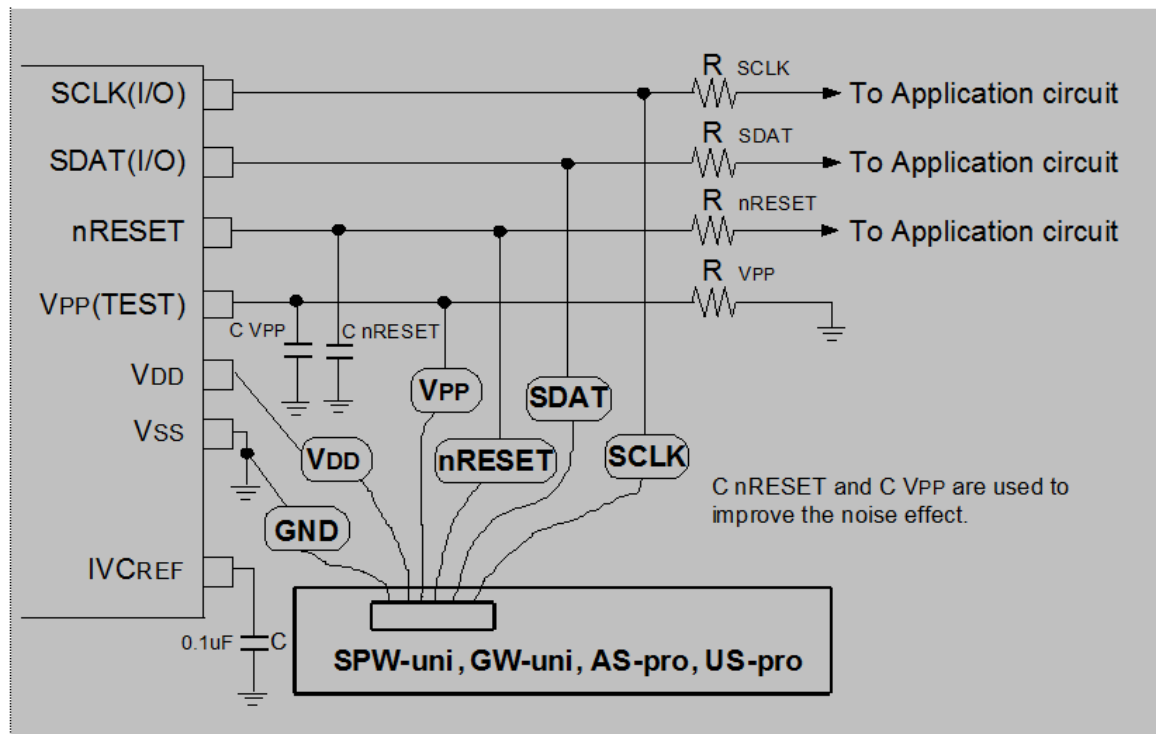 R SCLK
SCLK(I/O)
To Application circuit
R SDAT
SDAT(I/O)
To Application circuit
R nRESET
nRESET
To Application circuit
R VPP
VPP(TEST)
C VPP
C nRESET
VDD
VPP
SDAT
VSS
VDD
nRESET
SCLK
C nRESET and C VPP are used to
improve the noise effect.
GND
IVCREF
0.1uF
C
SPW-uni, GW-uni, AS-pro, US-pro